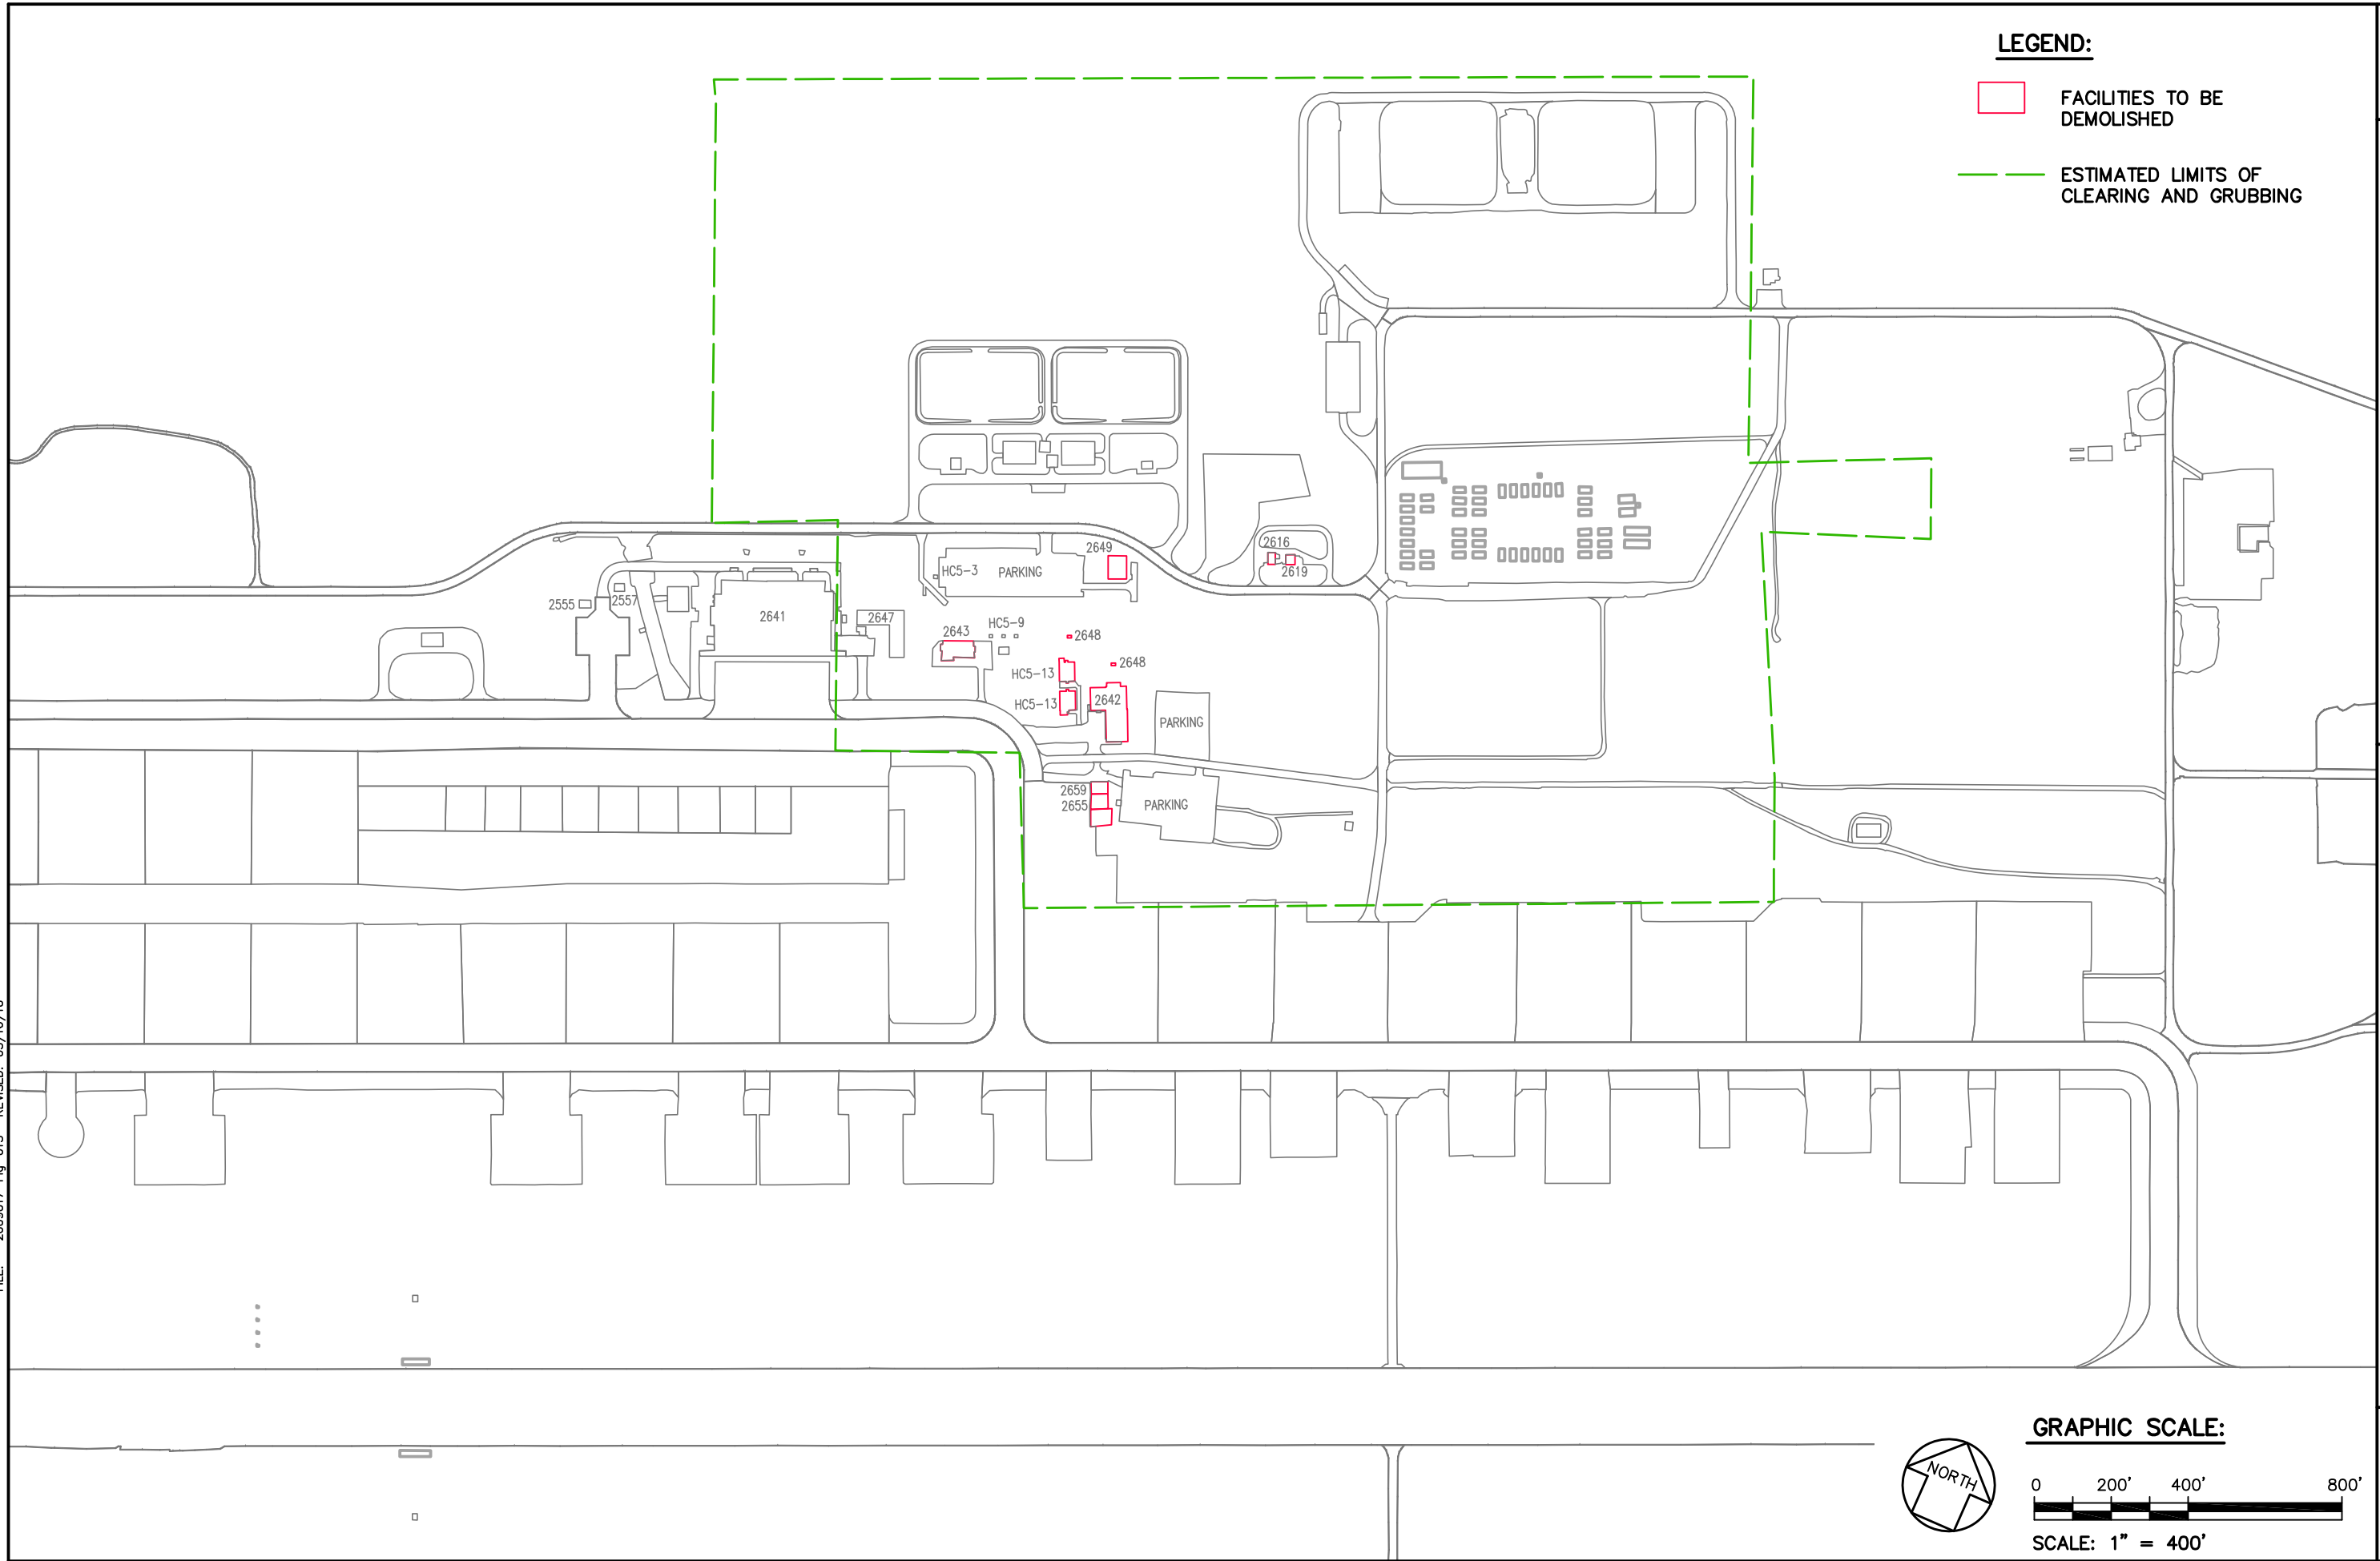 LEGEND:
FACILITIES TO BE
DEMOLISHED
ESTIMATED LIMITS OF
CLEARING AND GRUBBING
2649
HC5-3
PARKING
2616
2619
2555
2557
2641
2647
2643
HC5-9
2648
2648
HC5-13
HC5-13
2642
PARKING
2659
2655
PARKING
NORTH
GRAPHIC SCALE:
0 200' 400' 800'
SCALE: 1" = 400'